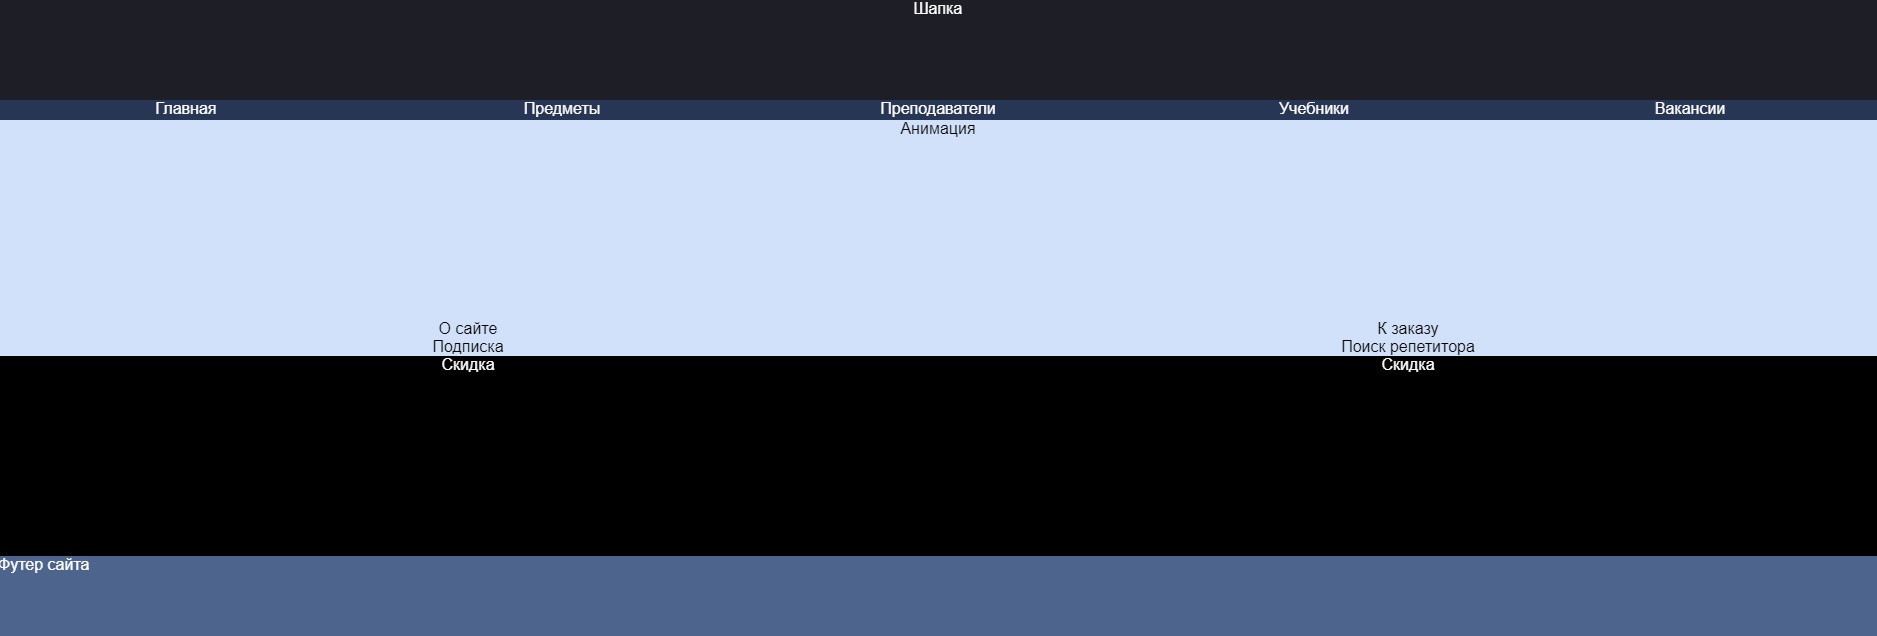 Шапка
Главная Предметы Преподаватели Учебники Вакансии
Анимация
О сайте К заказу
Подписка Поиск репетитора
Скидка Скидка
Футер сайта